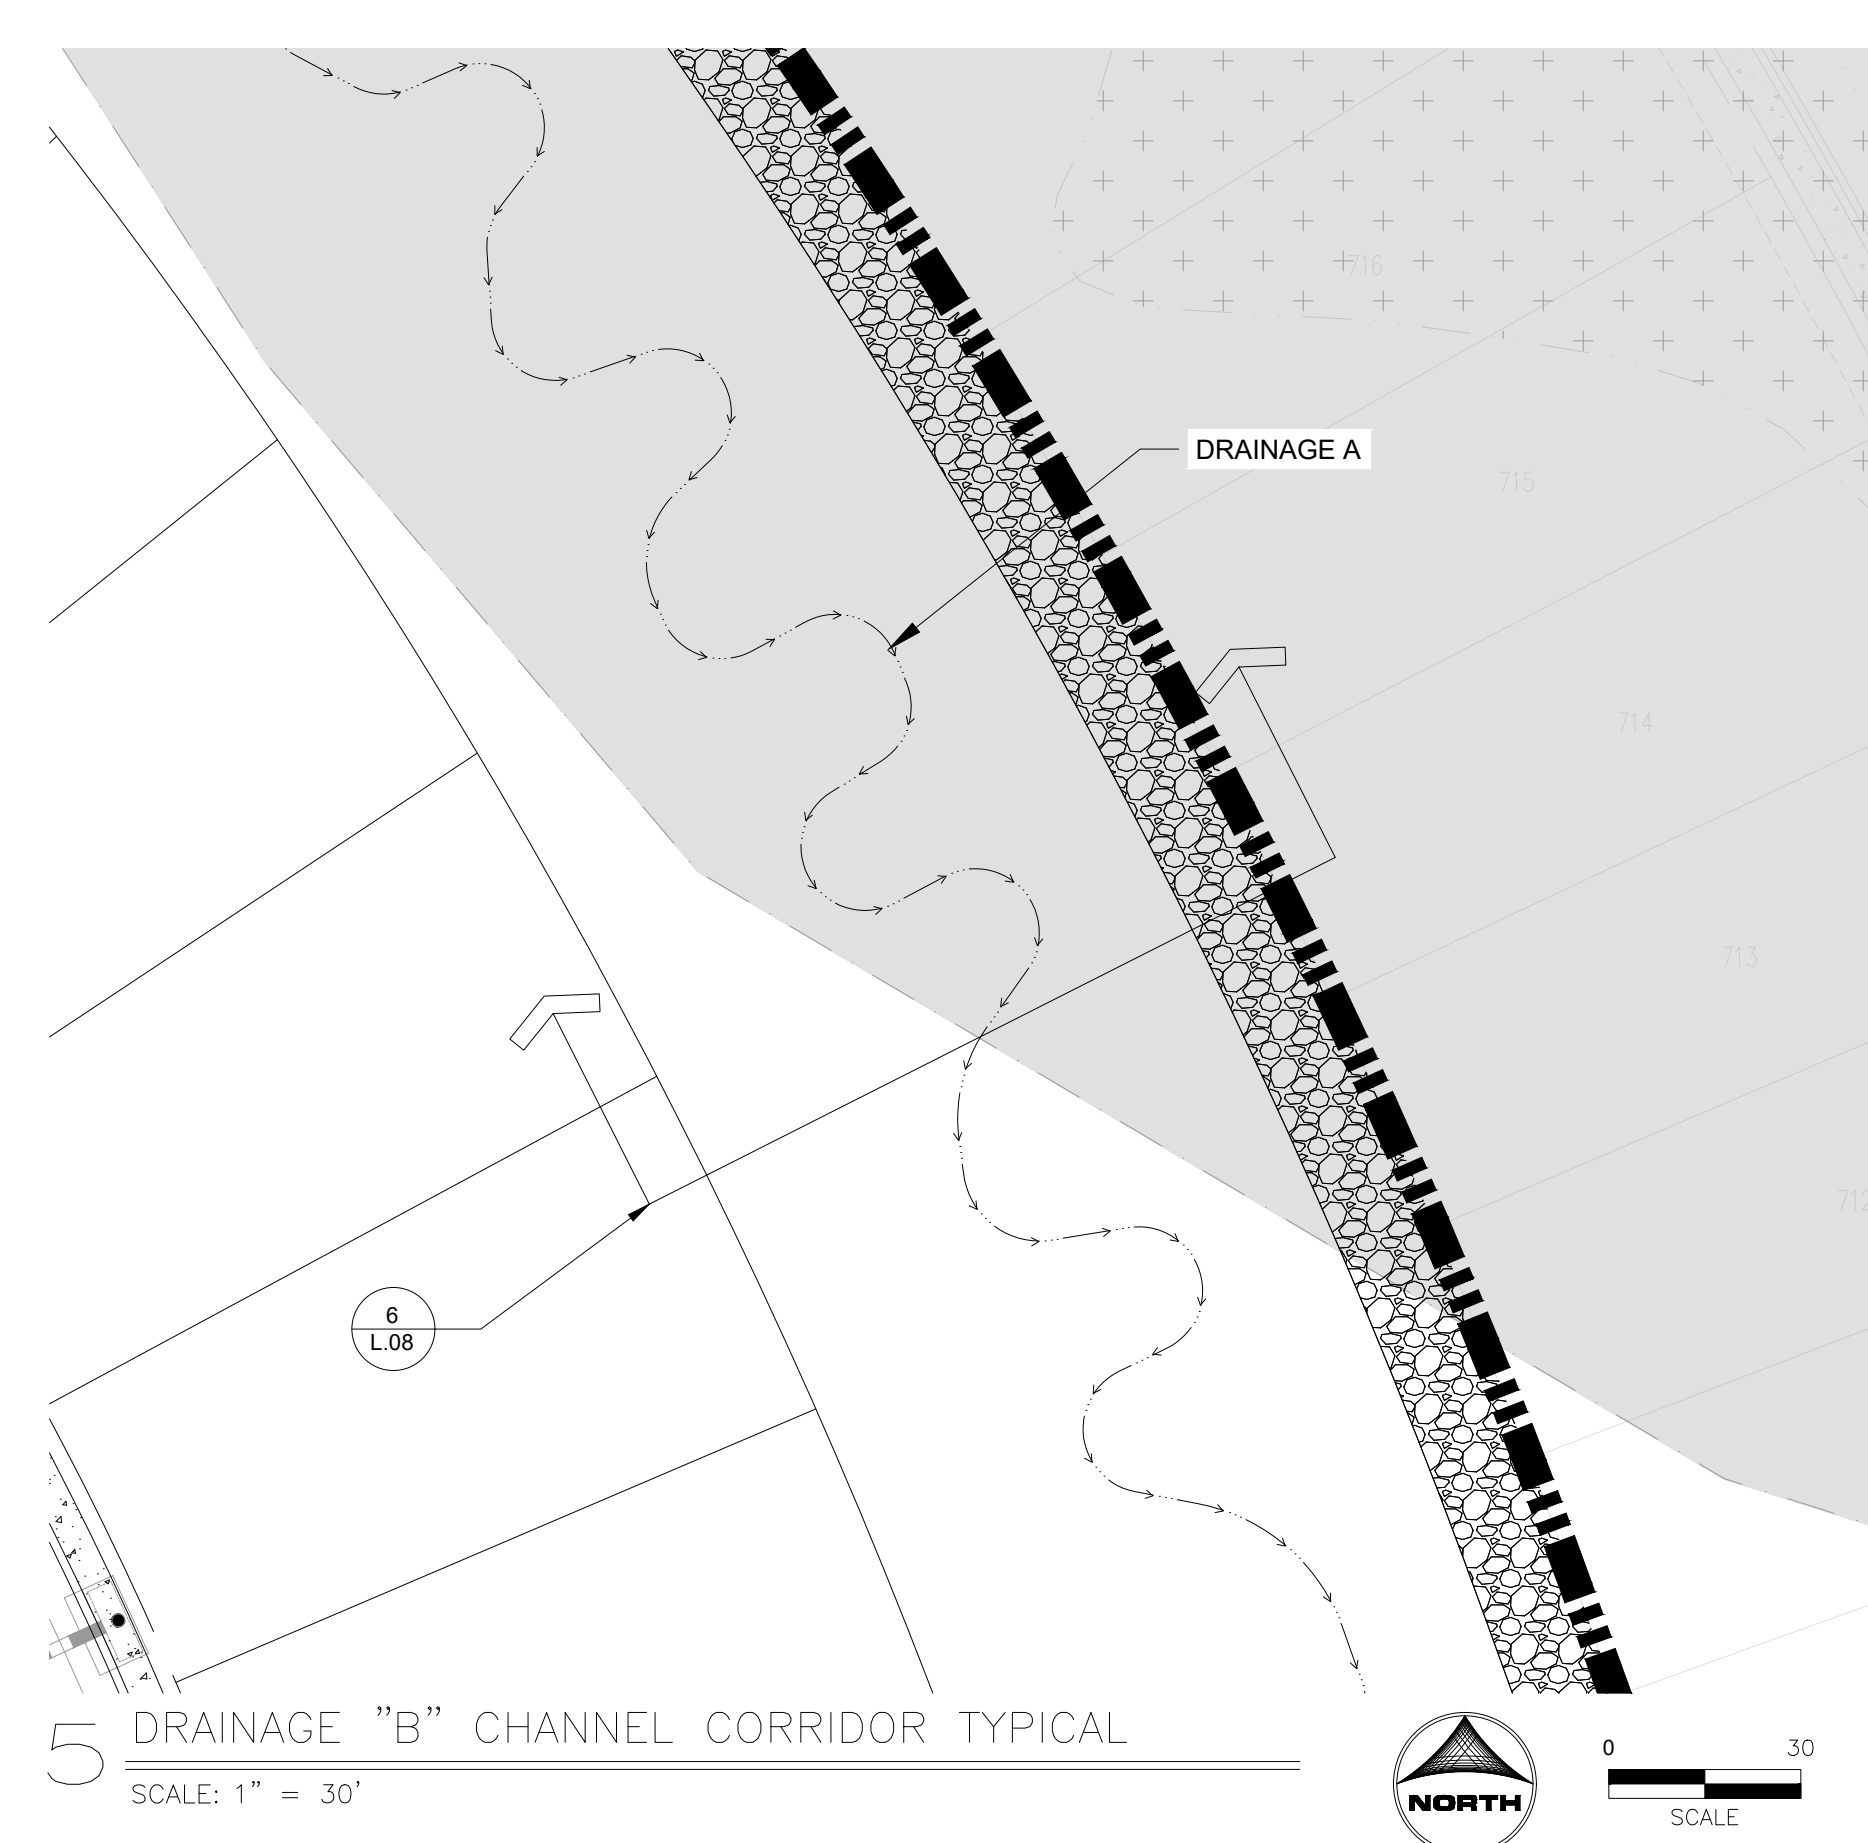 716
DRAINAGE A
715
714
713
712
6
L.08
5 DRAINAGE "B" CHANNEL CORRIDOR TYPICAL
SCALE: 1" = 30'
NORTH
0 30
SCALE